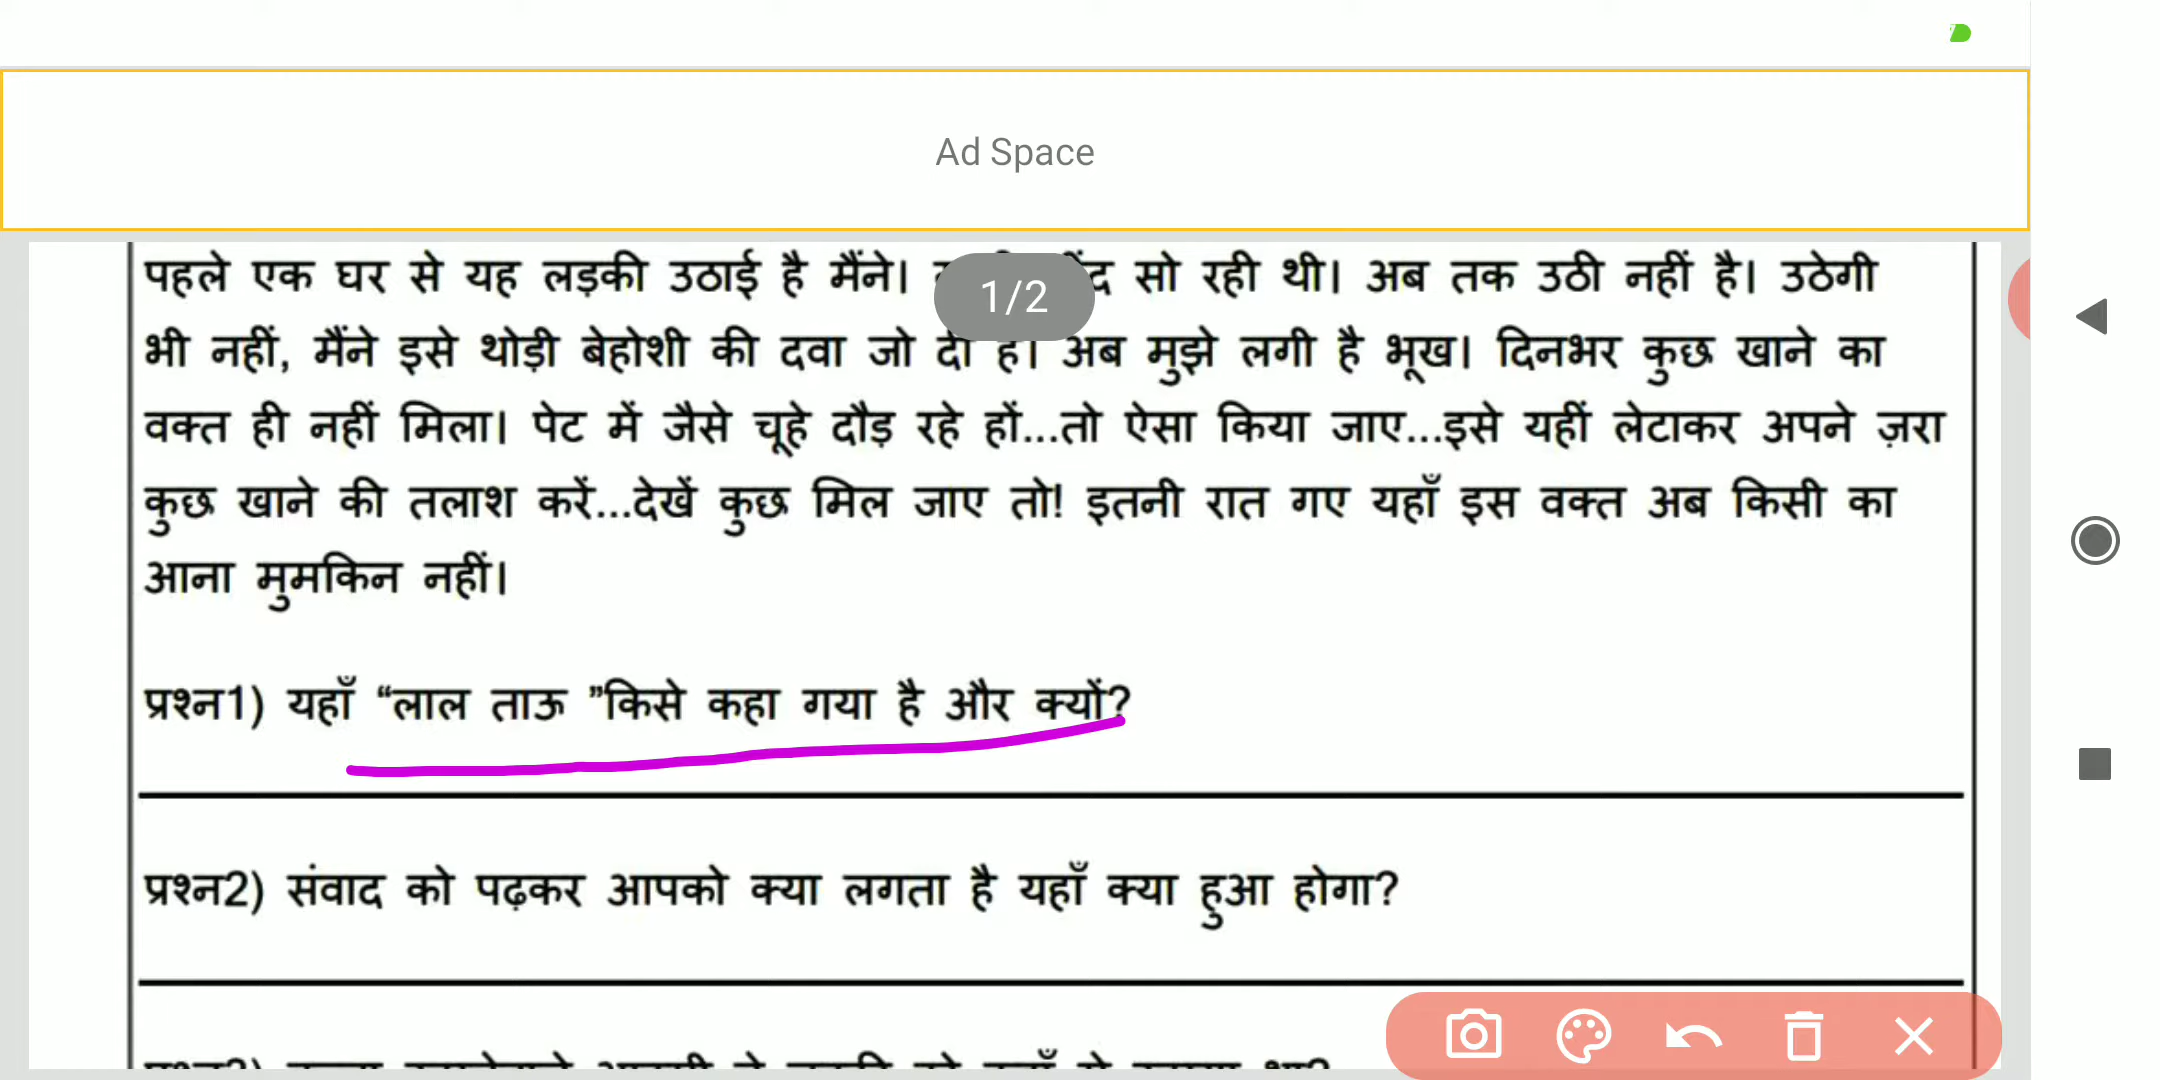 Ad Space
पहले एक घर से यह लड़की उठाई है मैंने। सो रही थी। अब तक उठी नहीं है। उठेगी
1/2
भी नहीं, मैंने इसे थोड़ी बेहोशी की दवा जो दी है। अब मुझे लगी है भूख। दिनभर कुछ खाने का
वक्त ही नहीं मिला। पेट में जैसे चूहे दौड़ रहे हों...तो ऐसा किया जाए...इसे यहीं लेटाकर अपने ज़रा
कुछ खाने की तलाश करें...देखें कुछ मिल जाए तो! इतनी रात गए यहाँ इस वक्त अब किसी का
आना मुमकिन नहीं।
प्रश्न1) यहाँ “लाल ताऊ ”किसे कहा गया है और क्यों?
प्रश्न2) संवाद को पढ़कर आपको क्या लगता है यहाँ क्या हुआ होगा?